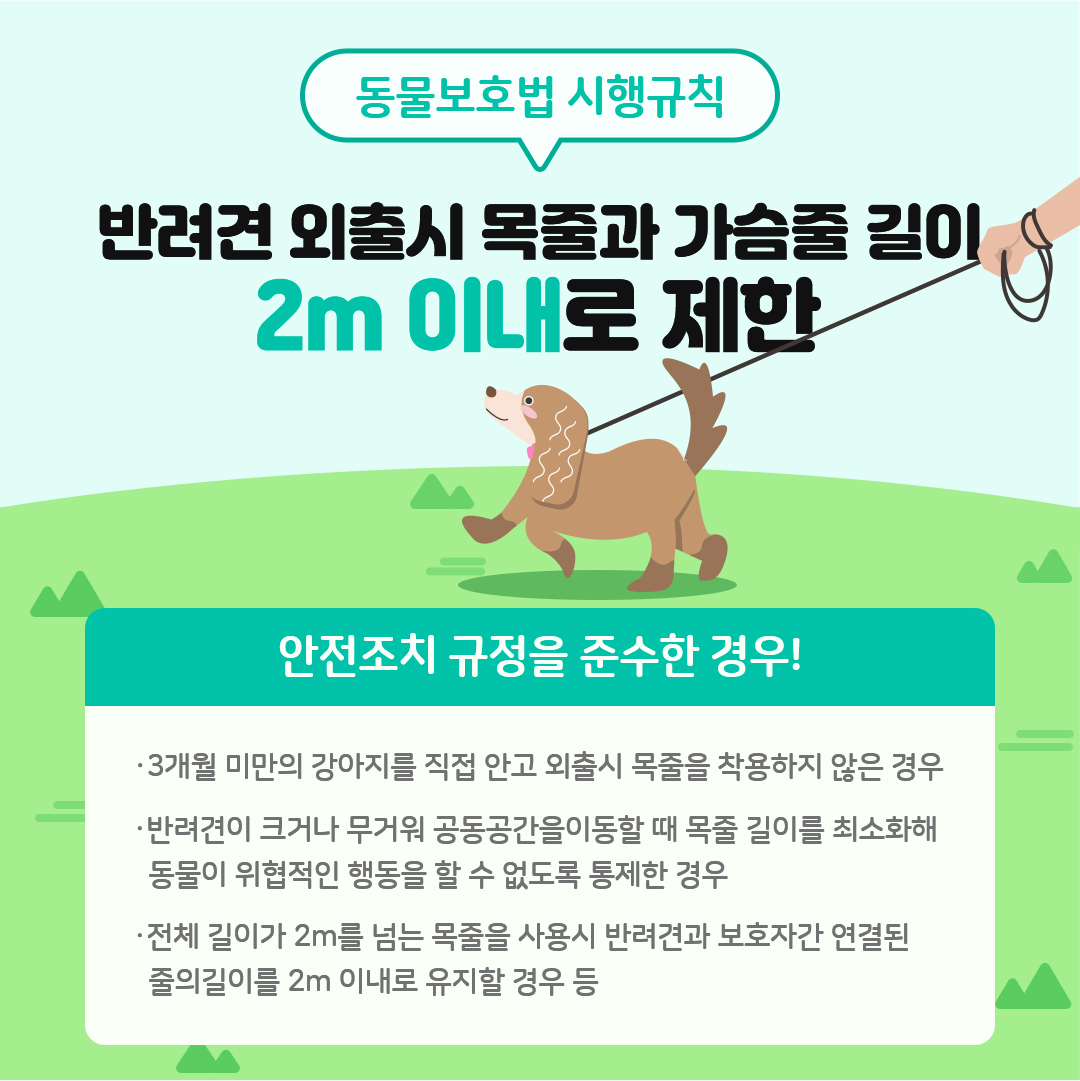 동물보호법 시행규칙
반려견 외출시 목줄과 가슴줄 길이
2m 이내로 제한
안전조치 규정을 준수한 경우!
·3개월 미만의 강아지를 직접 안고 외출시 목줄을 착용하지 않은 경우
·반려견이 크거나 무거워 공동공간을이동할 때 목줄 길이를 최소화해
동물이 위협적인 행동을 할 수 없도록 통제한 경우
·전체 길이가 2m를 넘는 목줄을 사용시 반려견과 보호자간 연결된
줄의길이를 2m 이내로 유지할 경우 등